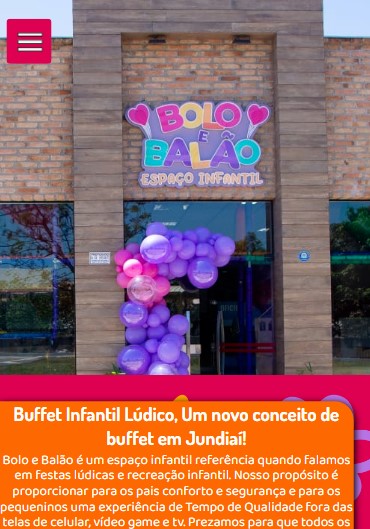 BOLO
E
BALÃO
ESPAÇO INFANTIL
Buffet Infantil Lúdico, Um novo conceito de
buffet em Jundiaí!
Bolo e Balão é um espaço infantil referência quando falamos
em festas lúdicas e recreação infantil. Nosso propósito é
proporcionar para os pais conforto e segurança e para os
pequeninos uma experiência de Tempo de Qualidade fora das
telas de celular, vídeo game e tv. Prezamos para que todos os